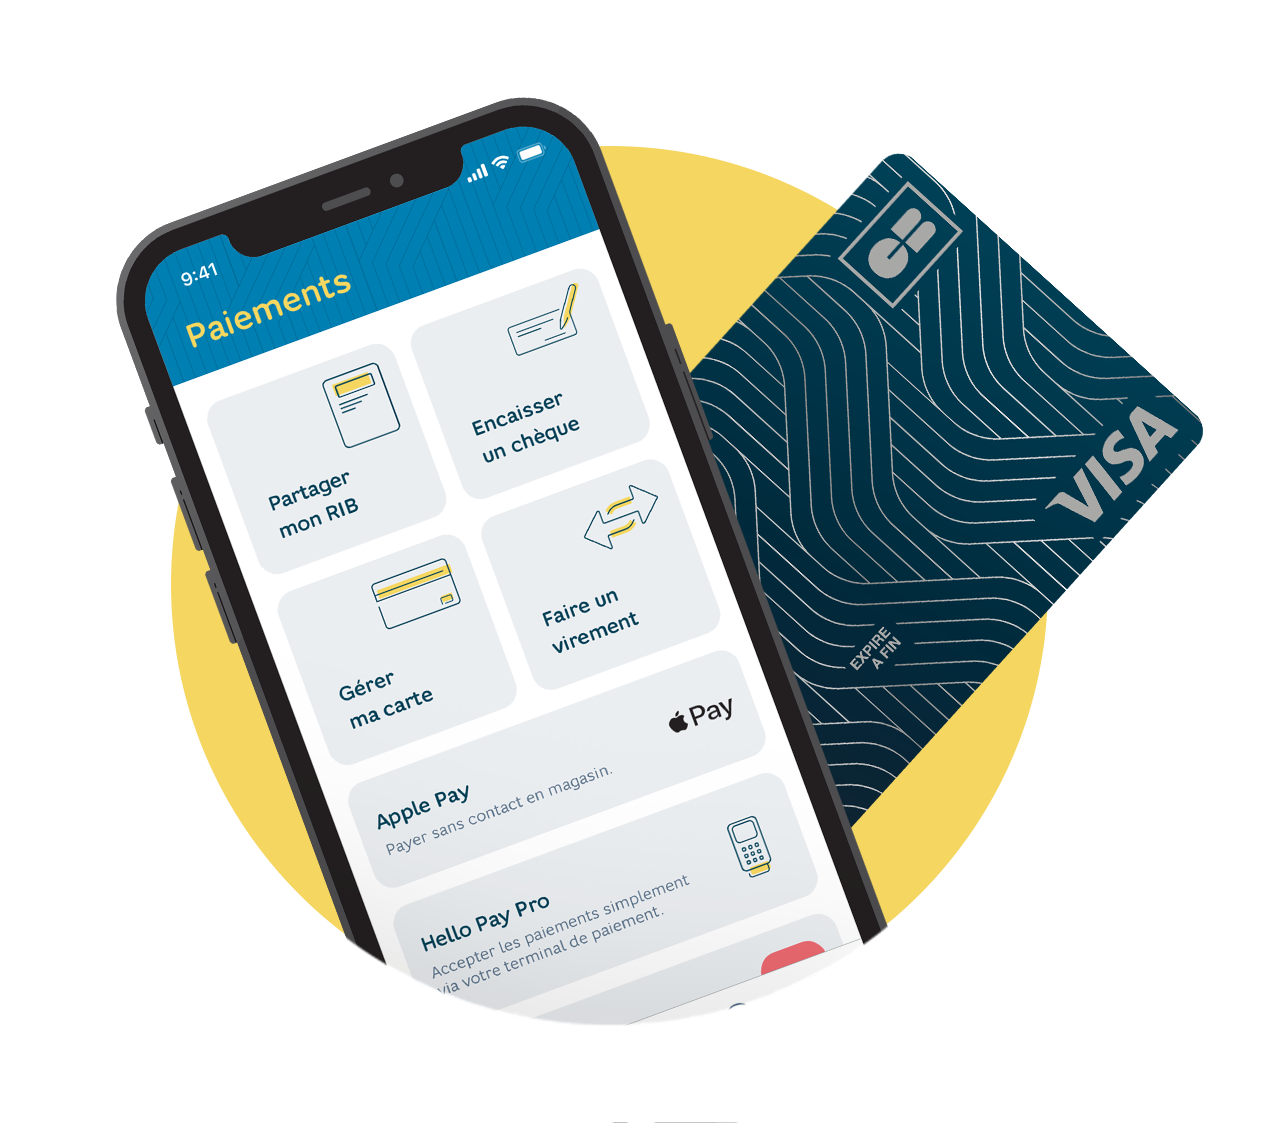 9:41
Paiements
Partager
mon RIB
Encaisser
un chèque
Gérer
ma carte
Faire un
virement
Apple Pay
Payer sans contact en magasin.
Pay
Hello Pay Pro
Accepter les paiements simplement
via votre terminal de paiement.
CB
VISA
EXPIRE
A FIN